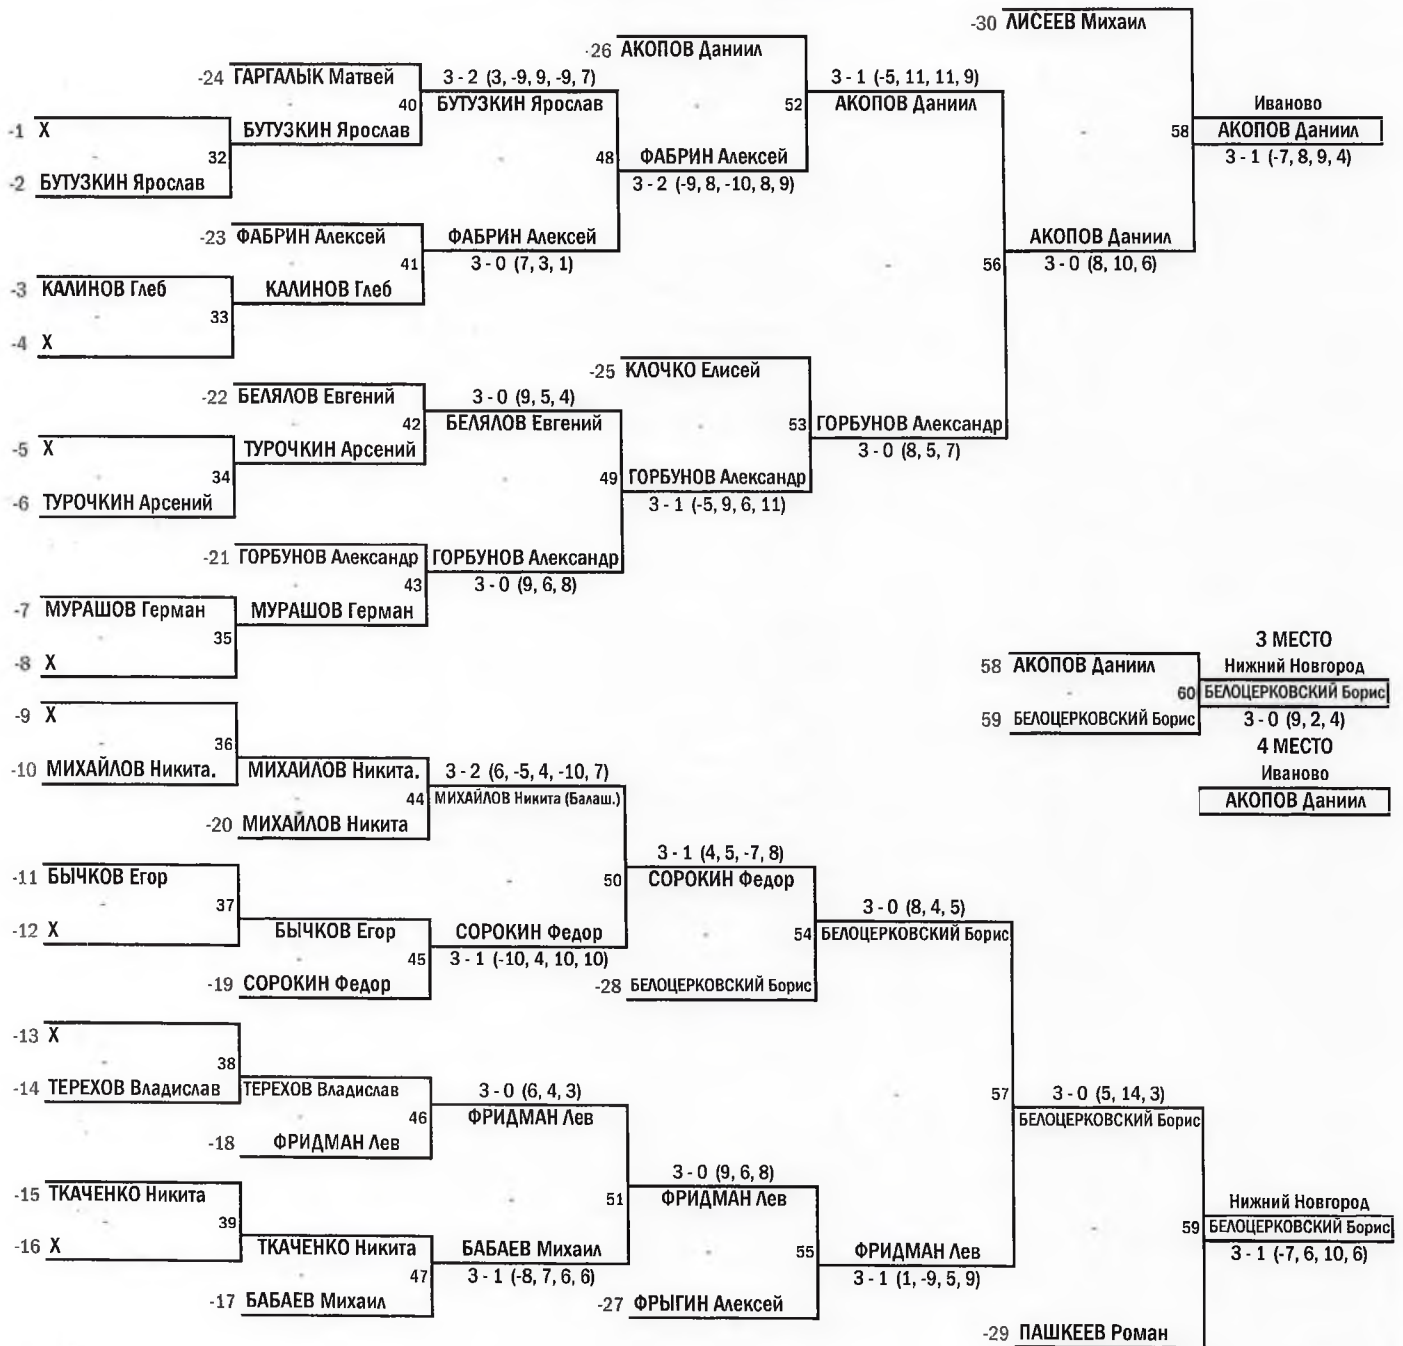 -30 ЛИСЕЕВ Михаил
-26 АКОПОВ Даниил
-24 ГАРГАЛЫК Матвей
3 - 2 (3, -9, 9, -9, 7)
3 - 1 (-5, 11, 11, 9)
40 БУТУЗКИН Ярослав
52 АКОПОВ Даниил
Иваново
-1 X
БУТУЗКИН Ярослав
58 АКОПОВ Даниил
32
48 ФАБРИН Алексей
3 - 1 (-7, 8, 9, 4)
-2 БУТУЗКИН Ярослав
3 - 2 (-9, 8, -10, 8, 9)
-23 ФАБРИН Алексей
ФАБРИН Алексей
АКОПОВ Даниил
41
3 - 0 (7, 3, 1)
56
3 - 0 (8, 10, 6)
-3 КАЛИНОВ Глеб
КАЛИНОВ Глеб
33
-4 X
-25 КЛОЧКО Елисей
-22 БЕЛЯЛОВ Евгений
3 - 0 (9, 5, 4)
42 БЕЛЯЛОВ Евгений
53 ГОРБУНОВ Александр
-5 X
ТУРОЧКИН Арсений
3 - 0 (8, 5, 7)
34
49 ГОРБУНОВ Александр
-6 ТУРОЧКИН Арсений
3 - 1 (-5, 9, 6, 11)
-21 ГОРБУНОВ Александр
ГОРБУНОВ Александр
43
3 - 0 (9, 6, 8)
-7 МУРАШОВ Герман
МУРАШОВ Герман
35
3 МЕСТО
-8 X
58 АКОПОВ Даниил
Нижний Новгород
60 БЕЛОЦЕРКОВСКИЙ Борис
-9 X
59 БЕЛОЦЕРКОВСКИЙ Борис
3 - 0 (9, 2, 4)
36
4 МЕСТО
-10 МИХАЙЛОВ Никита.
МИХАЙЛОВ Никита.
3 - 2 (6, -5, 4, -10, 7)
Иваново
44 МИХАЙЛОВ Никита (Балаш.)
АКОПОВ Даниил
-20 МИХАЙЛОВ Никита
3 - 1 (4, 5, -7, 8)
-11 БЫЧКОВ Егор
50 СОРОКИН Федор
37
3 - 0 (8, 4, 5)
-12 X
БЫЧКОВ Егор
СОРОКИН Федор
54 БЕЛОЦЕРКОВСКИЙ Борис
45
3 - 1 (-10, 4, 10, 10)
-19 СОРОКИН Федор
-28 БЕЛОЦЕРКОВСКИЙ Борис
-13 X
38
-14 ТЕРЕХОВ Владислав
ТЕРЕХОВ Владислав
3 - 0 (6, 4, 3)
57
3 - 0 (5, 14, 3)
46 ФРИДМАН Лев
БЕЛОЦЕРКОВСКИЙ Борис
-18 ФРИДМАН Лев
3 - 0 (9, 6, 8)
-15 ТКАЧЕНКО Никита
51 ФРИДМАН Лев
Нижний Новгород
39
59 БЕЛОЦЕРКОВСКИЙ Борис
-16 X
ТКАЧЕНКО Никита
БАБАЕВ Михаил
55 ФРИДМАН Лев
3 - 1 (-7, 6, 10, 6)
47
3 - 1 (-8, 7, 6, 6)
3 - 1 (1, -9, 5, 9)
-17 БАБАЕВ Михаил
-27 ФРЫГИН Алексей
-29 ПАШКЕЕВ Роман